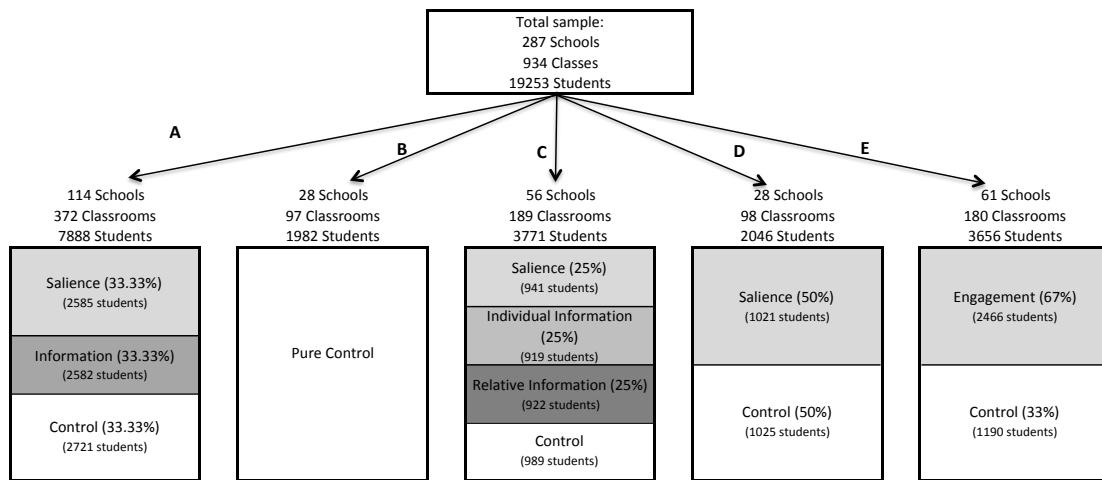 Total sample:
287 Schools
934 Classes
19253 Students
A
B
C
D
E
114 Schools
372 Classrooms
7888 Students
28 Schools
97 Classrooms
1982 Students
56 Schools
189 Classrooms
3771 Students
28 Schools
98 Classrooms
2046 Students
61 Schools
180 Classrooms
3656 Students
Salience (33.33%)
(2585 students)
Information (33.33%)
(2582 students)
Control (33.33%)
(2721 students)
Pure Control
Salience (25%)
(941 students)
Individual Information
(25%)
(919 students)
Relative Information (25%)
(922 students)
Control
(989 students)
Salience (50%)
(1021 students)
Control (50%)
(1025 students)
Engagement (67%)
(2466 students)
Control (33%)
(1190 students)